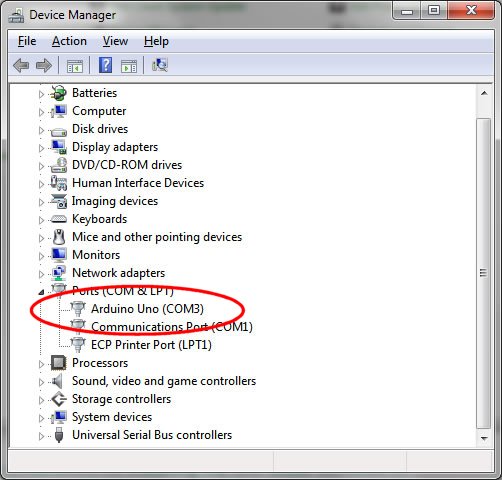 Device Manager
File Action View Help
Batteries
Computer
Disk drives
Display adapters
DVD/CD-ROM drives
Human Interface Devices
Imaging devices
Keyboards
Mice and other pointing devices
Monitors
Network adapters
Ports (COM & LPT)
Arduino Uno (COM3)
Communications Port (COM1)
ECP Printer Port (LPT1)
Processors
Sound, video and game controllers
Storage controllers
System devices
Universal Serial Bus controllers